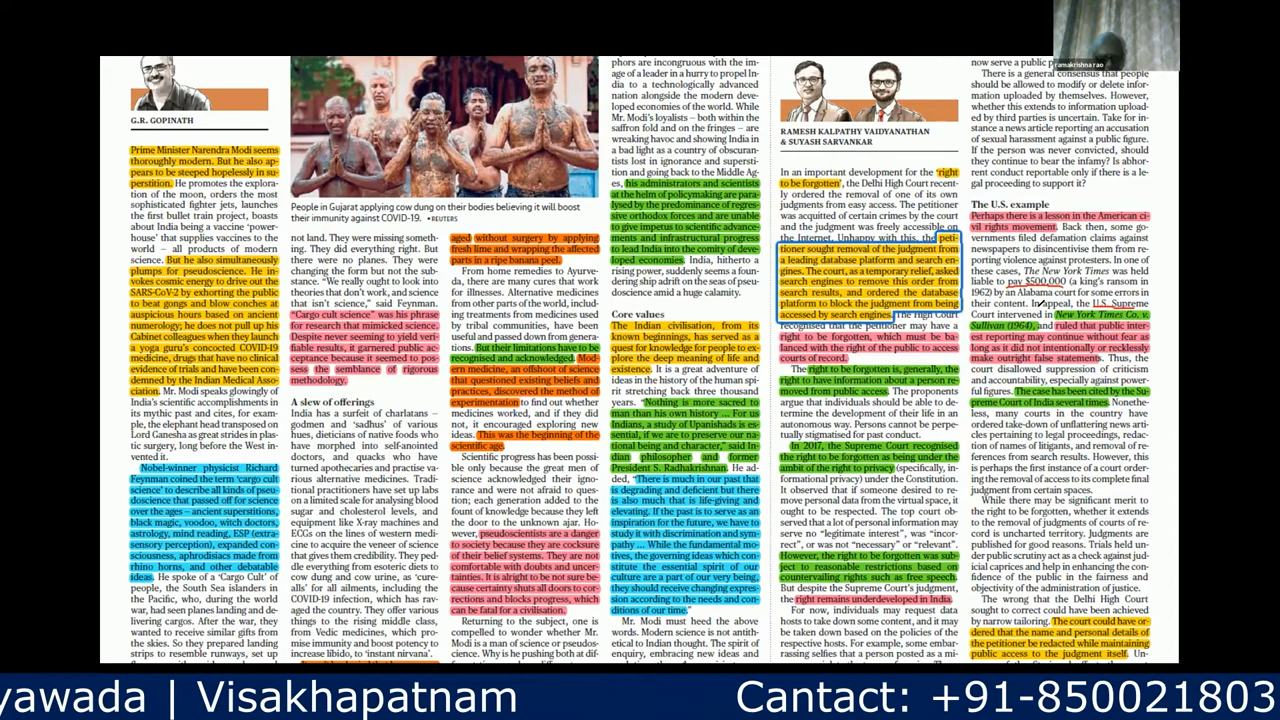 ramakrishna rao
G.R. GOPINATH
Prime Minister Narendra Modi seems
thoroughly modern. But he also ap-
pears to be steeped hopelessly in su-
perstition. He promotes the explora-
tion of the moon, orders the most
sophisticated fighter jets, launches
the first bullet train project, boasts
about India being a vaccine ‘power-
house’ that supplies vaccines to the
world – all products of modern
science. But he also simultaneously
plumps for pseudoscience. He in-
vokes cosmic energy to drive out the
SARS-CoV-2 by exhorting the public
to beat gongs and blow conches at
auspicious hours based on ancient
numerology; he does not pull up his
Cabinet colleagues when they launch
a yoga guru’s concocted COVID-19
medicine, drugs that have no clinical
evidence of trials and have been con-
demned by the Indian Medical Asso-
ciation. Mr. Modi speaks glowingly of
India’s scientific accomplishments in
its mythic past and cites, for exam-
ple, the elephant head transposed on
Lord Ganesha as great strides in plas-
tic surgery, long before the West in-
vented it.
Nobel-winner physicist Richard
Feynman coined the term ‘cargo cult
science’ to describe all kinds of pseu-
doscience that passed off for science
over the ages – ancient superstitions,
black magic, voodoo, witch doctors,
astrology, mind reading, ESP (extra-
sensory perception), expanded con-
sciousness, aphrodisiacs made from
rhino horns, and other debatable
ideas. He spoke of a ‘Cargo Cult’ of
people, the South Sea islanders in
the Pacific, who, during the world
war, had seen planes landing and de-
livering cargos. After the war, they
wanted to receive similar gifts from
the skies. So they prepared landing
strips to resemble runways, set up
People in Gujarat applying cow dung on their bodies believing it will boost
their immunity against COVID-19. • REUTERS
not land. They were missing some-
thing. They did everything right. But
there were no planes. They were
changing the form but not the sub-
stance. “We really ought to look into
theories that don’t work, and science
that isn’t science,” said Feynman.
“Cargo cult science” was his phrase
for research that mimicked science.
Despite never seeming to yield veri-
fiable results, it garnered public ac-
ceptance because it seemed to pos-
sess the semblance of rigorous
methodology.
A slew of offerings
India has a surfeit of charlatans –
godmen and ‘sadhus’ of various
hues, dieticians of native foods who
have morphed into self-anointed
doctors, and quacks who have
turned apothecaries and practise va-
rious alternative medicines. Tradi-
tional practitioners have set up labs
on a limited scale for analysing blood
sugar and cholesterol levels, and
equipment like X-ray machines and
ECGs on the lines of western medi-
cine to acquire the veneer of science
that gives them credibility. They ped-
dle everything from esoteric diets to
cow dung and cow urine, as ‘cure-
alls’ for all ailments, including the
COVID-19 infection, which has rav-
aged the country. They offer various
things to the rising middle class,
from Vedic medicines, which pro-
mise immunity and boost potency to
increase libido, to ‘instant nirvana’.
aged without surgery by applying
fresh lime and wrapping the affected
parts in a ripe banana peel.
From home remedies to Ayurve-
da, there are many cures that work
for illnesses. Alternative medicines
from other parts of the world, includ-
ing treatments from medicines used
by tribal communities, have been
useful and passed down from genera-
tions. But their limitations have to be
recognised and acknowledged. Mod-
ern medicine, an offshoot of science
that questioned existing beliefs and
practices, discovered the method of
experimentation to find out whether
medicines worked, and if they did
not, it encouraged exploring new
ideas. This was the beginning of the
scientific age.
Scientific progress has been possi-
ble only because the great men of
science acknowledged their igno-
rance and were not afraid to ques-
tion; each generation added to the
fount of knowledge because they left
the door to the unknown ajar. Ho-
wever, pseudoscientists are a danger
to society because they are cocksure
of their belief systems. They are not
comfortable with doubts and uncer-
tainties. It is alright to be not sure be-
cause certainty shuts all doors to cor-
rections and blocks progress, which
can be fatal for a civilisation.
Returning to the subject, one is
compelled to wonder whether Mr.
Modi is a man of science or pseudos-
cience. Why is he pushing both at dif-
phors are incongruous with the im-
age of a leader in a hurry to propel In-
dia to a technologically advanced
nation alongside the modern deve-
loped economies of the world. While
Mr. Modi’s loyalists – both within the
saffron fold and on the fringes – are
wreaking havoc and showing India in
a bad light as a country of obscuran-
tists lost in ignorance and supersti-
tion and going back to the Middle Ag-
es, his administrators and scientists
at the helm of policymaking are para-
lysed by the predominance of regres-
sive orthodox forces and are unable
to give impetus to scientific advance-
ments and infrastructural progress
to lead India into the comity of deve-
loped economies. India, hitherto a
rising power, suddenly seems a foun-
dering ship adrift on the seas of pseu-
doscience amid a huge calamity.
Core values
The Indian civilisation, from its
known beginnings, has served as a
quest for knowledge for people to ex-
plore the deep meaning of life and
existence. It is a great adventure of
ideas in the history of the human spi-
rit stretching back three thousand
years. “Nothing is more sacred to
man than his own history ... For us
Indians, a study of Upanishads is es-
sential, if we are to preserve our na-
tional being and character,” said In-
dian philosopher and former
President S. Radhakrishnan. He ad-
ded, “There is much in our past that
is degrading and deficient but there
is also much that is life-giving and
elevating. If the past is to serve as an
inspiration for the future, we have to
study it with discrimination and sym-
pathy ... While the fundamental mo-
tives, the governing ideas which con-
stitute the essential spirit of our
culture are a part of our very being,
they should receive changing expres-
sion according to the needs and con-
ditions of our time.”
Mr. Modi must heed the above
words. Modern science is not antith-
etical to Indian thought. The spirit of
enquiry, embracing new ideas and
RAMESH KALPATHY VAIDYANATHAN
& SUYASH SARVANKAR
In an important development for the ‘right
to be forgotten’, the Delhi High Court recent-
ly ordered the removal of one of its own
judgments from easy access. The petitioner
was acquitted of certain crimes by the court
and the judgment was freely accessible on
the Internet. Unhappy with this, the peti-
tioner sought removal of the judgment from
a leading database platform and search en-
gines. The court, as a temporary relief, asked
search engines to remove this order from
search results, and ordered the database
platform to block the judgment from being
accessed by search engines. The High Court
recognised that the petitioner may have a
right to be forgotten, which must be ba-
lanced with the right of the public to access
courts of record.
The right to be forgotten is, generally, the
right to have information about a person re-
moved from public access. The proponents
argue that individuals should be able to de-
termine the development of their life in an
autonomous way. Persons cannot be perpe-
tually stigmatised for past conduct.
In 2017, the Supreme Court recognised
the right to be forgotten as being under the
ambit of the right to privacy (specifically, in-
formational privacy) under the Constitution.
It observed that if someone desired to re-
move personal data from the virtual space, it
ought to be respected. The top court ob-
served that a lot of personal information may
serve no “legitimate interest”, was “incor-
rect”, or was not “necessary” or “relevant”.
However, the right to be forgotten was sub-
ject to reasonable restrictions based on
countervailing rights such as free speech.
But despite the Supreme Court’s judgment,
the right remains underdeveloped in India.
For now, individuals may request data
hosts to take down some content, and it may
be taken down based on the policies of the
respective hosts. For example, some embar-
rassing selfies that a person posted as a mi-
now serve a public p
There is a general consensus that people
should be allowed to modify or delete infor-
mation uploaded by themselves. However,
whether this extends to information upload-
ed by third parties is uncertain. Take for in-
stance a news article reporting an accusation
of sexual harassment against a public figure.
If the person was never convicted, should
they continue to bear the infamy? Is abhor-
rent conduct reportable only if there is a le-
gal proceeding to support it?
The U.S. example
Perhaps there is a lesson in the American ci-
vil rights movement. Back then, some go-
vernments filed defamation claims against
newspapers to disincentivise them from re-
porting violence against protesters. In one of
these cases, The New York Times was held
liable to pay $500,000 (a king’s ransom in
1962) by an Alabama court for some errors in
their content. In appeal, the U.S. Supreme
Court intervened in New York Times Co. v.
Sullivan (1964), and ruled that public inter-
est reporting may continue without fear as
long as it did not intentionally or recklessly
make outright false statements. Thus, the
court disallowed suppression of criticism
and accountability, especially against power-
ful figures. The case has been cited by the Su-
preme Court of India several times. Nonethe-
less, many courts in the country have
ordered take-down of unflattering news arti-
cles pertaining to legal proceedings, redac-
tion of names of litigants, and removal of re-
ferences from search results. However, this
is perhaps the first instance of a court order-
ing the removal of access to its complete final
judgment from certain spaces.
While there may be significant merit to
the right to be forgotten, whether it extends
to the removal of judgments of courts of re-
cord is uncharted territory. Judgments are
published for good reasons. Trials held un-
der public scrutiny act as a check against ju-
dicial caprices and help in enhancing the con-
fidence of the public in the fairness and
objectivity of the administration of justice.
The wrong that the Delhi High Court
sought to correct could have been achieved
by narrow tailoring. The court could have or-
dered that the name and personal details of
the petitioner be redacted while maintaining
public access to the judgment itself. Un-
yawada | Visakhapatnam
Cantact: +91-850021803